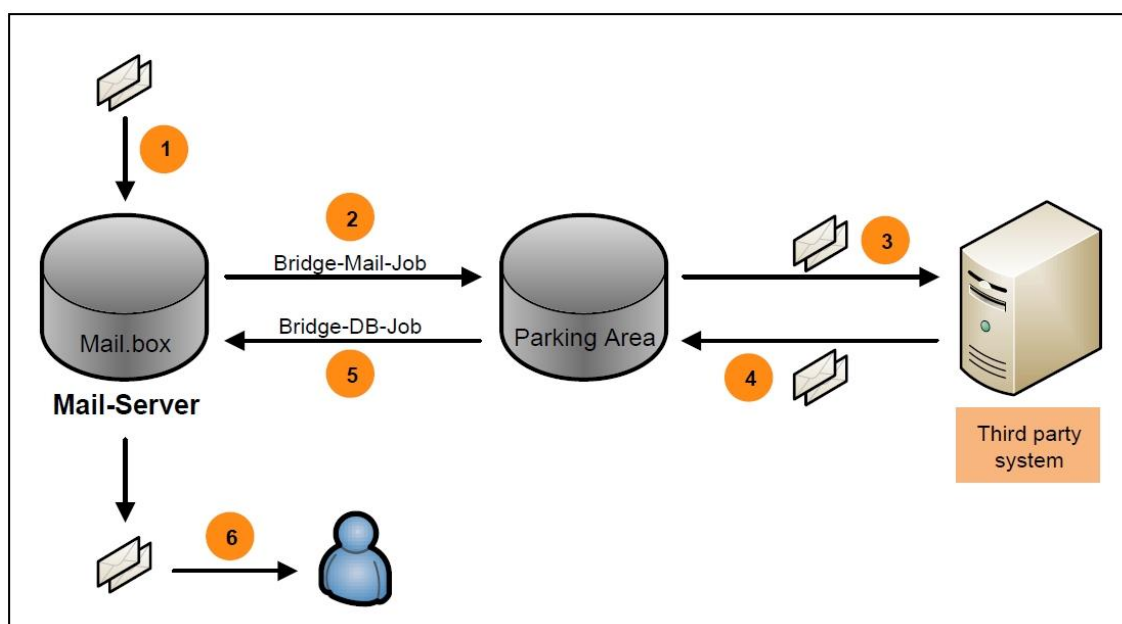 1
2
Bridge-Mail-Job
3
Mail.box
Bridge-DB-Job
Parking Area
5
4
Mail-Server
Third party
system
6